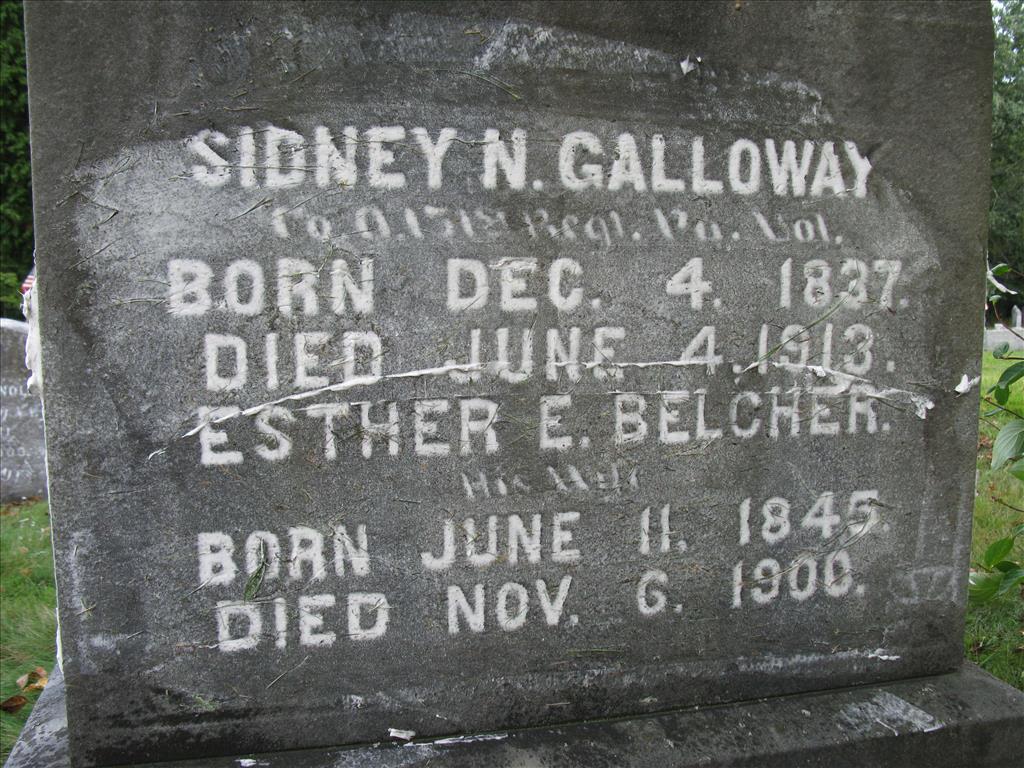 SIDNEY N. GALLOWAY
Co. D. 171st Regt. Pa. Vol.
BORN DEC. 4. 1837.
DIED JUNE 4. 1913.
ESTHER E. BELCHER.
His Wife
BORN JUNE 11. 1845.
DIED NOV. 6. 1900.